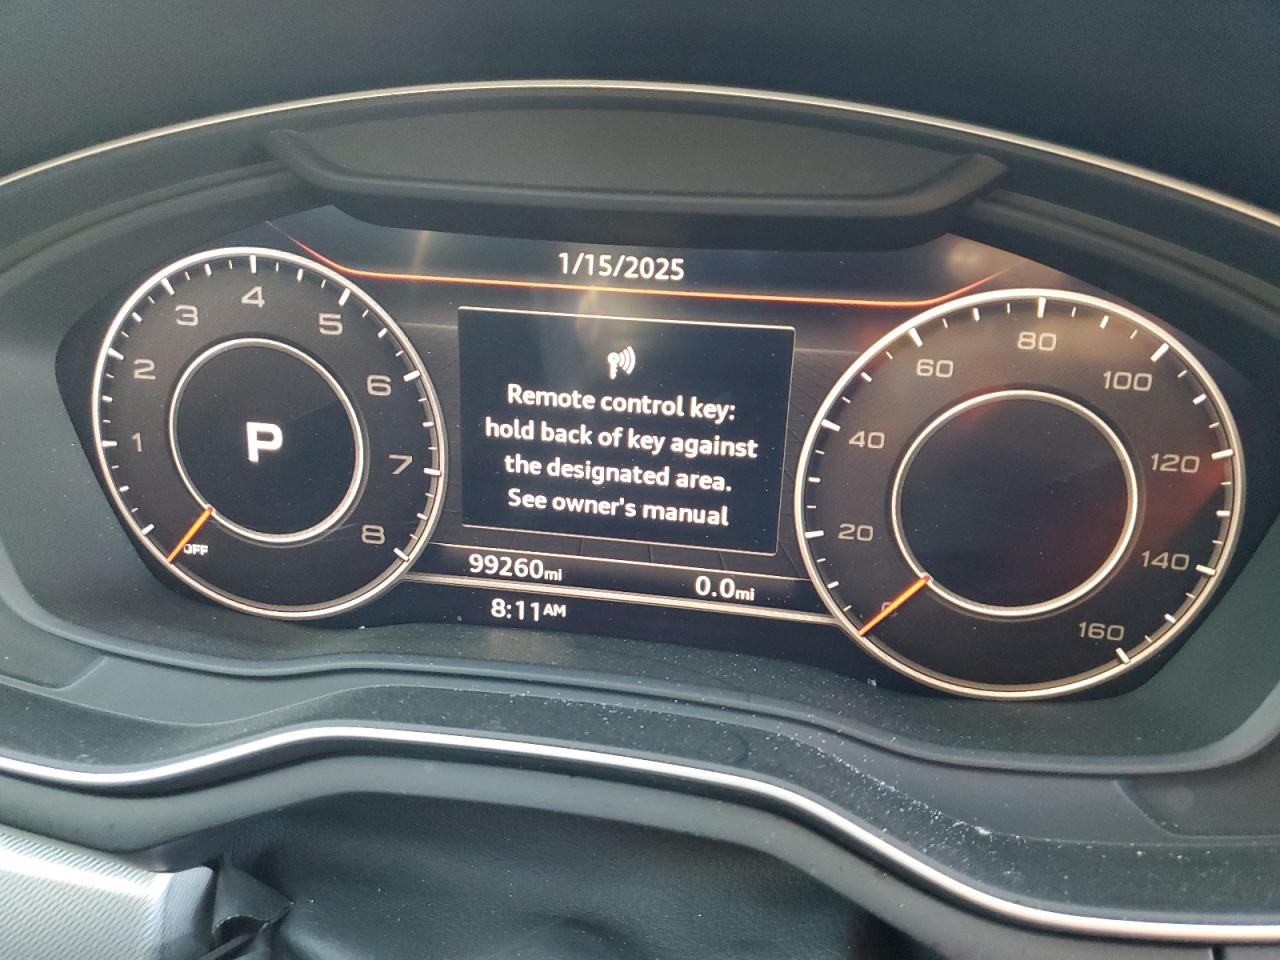 1/15/2025
Remote control key:
hold back of key against
the designated area.
See owner's manual
99260mi
0.0mi
8:11AM
P
OFF
1
2
3
4
5
6
7
8
20
40
60
80
100
120
140
160